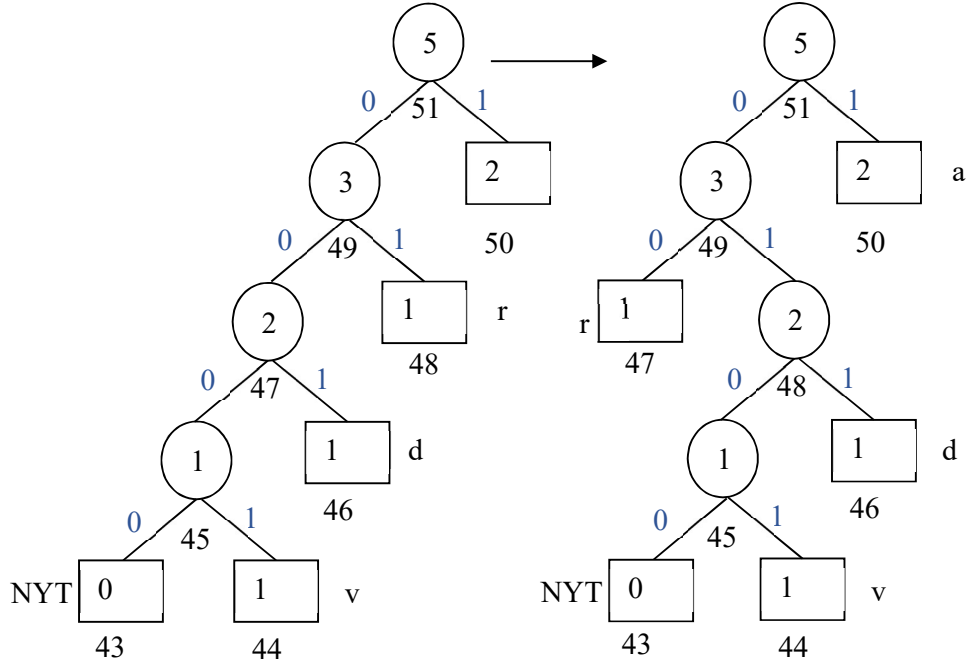 5 5
0 51 1 0 51 1
3 2 3 2 a
0 49 1 50 0 49 1 50
2 1 r r 1 2
0 47 1 48 47 0 48 1
1 1 d 1 1 d
0 45 1 46 0 45 1 46
NYT 0 1 v NYT 0 1 v
43 44 43 44